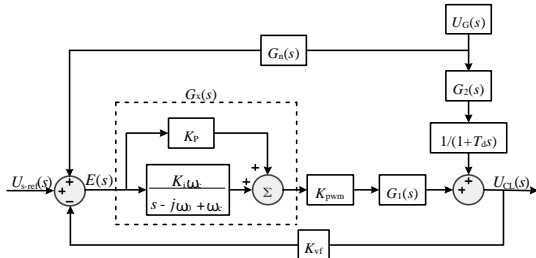 U_G(s)
G_n(s)
G_2(s)
G_x(s)
K_P
1/(1+T_d s)
U_s-ref(s)
+
+
−
E(s)
K_i ω_c
s - jω_0 + ω_c
+
+
Σ
K_pwm
G_1(s)
+
+
U_CL(s)
K_vf